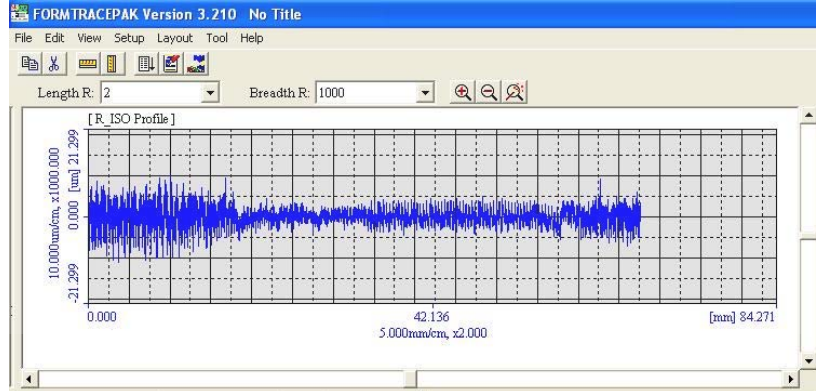 FORMTRACEPAK Version 3.210 No Title
File Edit View Setup Layout Tool Help
Length R: 2 Breadth R: 1000
[ R_ISO Profile ]
10.000um/cm, x1000.000
[um] 21.299
0.000
-21.299
0.000 42.136 [mm] 84.271
5.000mm/cm, x2.000